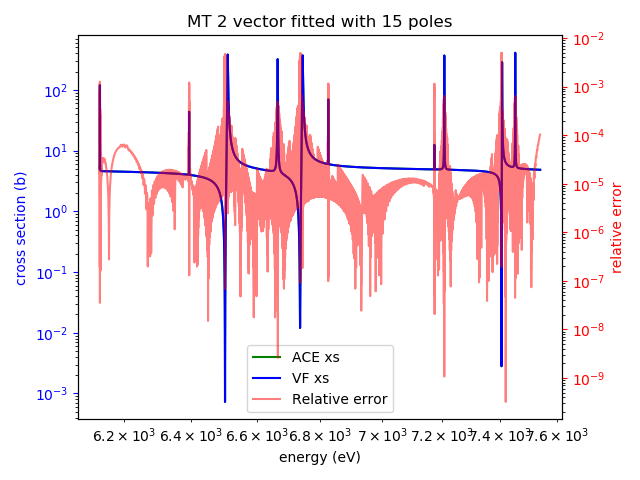 MT 2 vector fitted with 15 poles
cross section (b)
10²
10¹
10⁰
10⁻¹
10⁻²
10⁻³
10⁻²
10⁻³
10⁻⁴
10⁻⁵
10⁻⁶
10⁻⁷
10⁻⁸
10⁻⁹
relative error
ACE xs
VF xs
Relative error
6.2 × 10³ 6.4 × 10³ 6.6 × 10³ 6.8 × 10³ 7 × 10³ 7.2 × 10³ 7.4 × 10³ 7.6 × 10³
energy (eV)